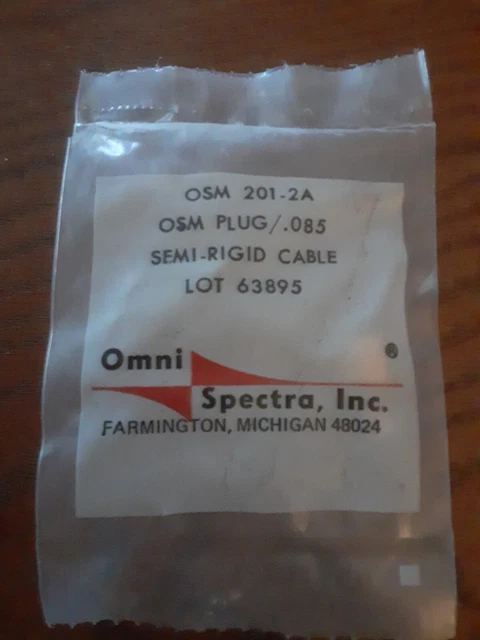 OSM 201-2A
OSM PLUG/.085
SEMI-RIGID CABLE
LOT 63895
Omni ®
Spectra, Inc.
FARMINGTON, MICHIGAN 48024